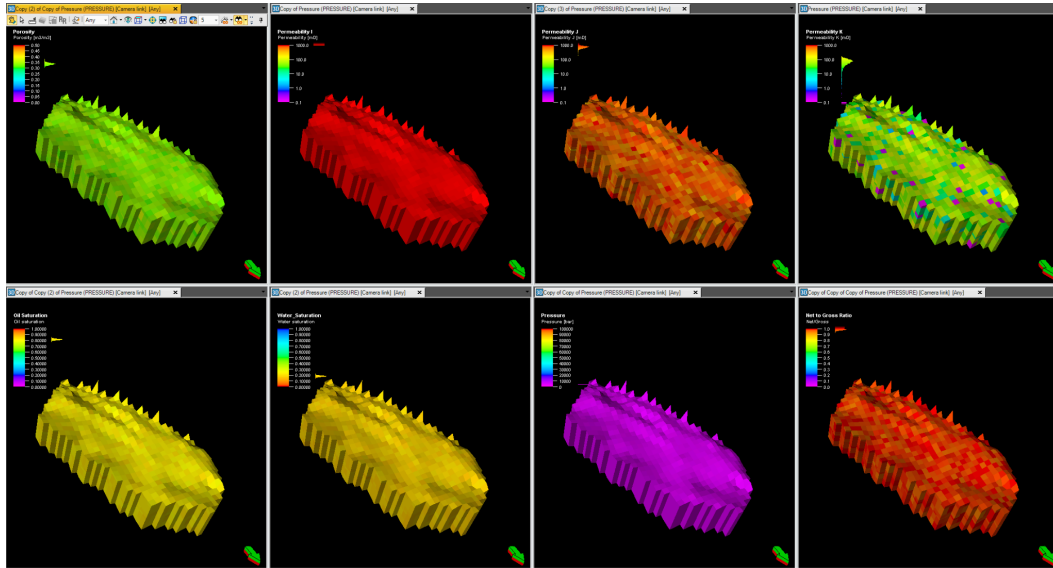 Copy (2) of Copy of Pressure (PRESSURE) [Camera link] [Any]
Copy of Pressure (PRESSURE) [Camera link] [Any]
Copy (3) of Pressure (PRESSURE) [Camera link] [Any]
Pressure (PRESSURE) [Camera link] [Any]
Any
5
Porosity
Porosity [m3/m3]
0.50
0.45
0.40
0.35
0.30
0.25
0.20
0.15
0.10
0.05
0.00
Permeability I
Permeability I [mD]
1000.0
100.0
10.0
1.0
0.1
Permeability J
Permeability J [mD]
1000.0
100.0
10.0
1.0
0.1
Permeability K
Permeability K [mD]
1000.0
100.0
10.0
1.0
0.1
Copy of Copy (2) of Pressure (PRESSURE) [Camera link] [Any]
Copy (2) of Pressure (PRESSURE) [Camera link] [Any]
Copy of Copy of Pressure (PRESSURE) [Camera link] [Any]
Copy of Copy of Copy of Pressure (PRESSURE) [Camera link] [Any]
Oil Saturation
Oil saturation
1.00000
0.90000
0.80000
0.70000
0.60000
0.50000
0.40000
0.30000
0.20000
0.10000
0.00000
Water_Saturation
Water saturation
1.00000
0.90000
0.80000
0.70000
0.60000
0.50000
0.40000
0.30000
0.20000
0.10000
0.00000
Pressure
Pressure [bar]
100000
90000
80000
70000
60000
50000
40000
30000
20000
10000
0
Net to Gross Ratio
Net/Gross
1.0
0.9
0.8
0.7
0.6
0.5
0.4
0.3
0.2
0.1
0.0